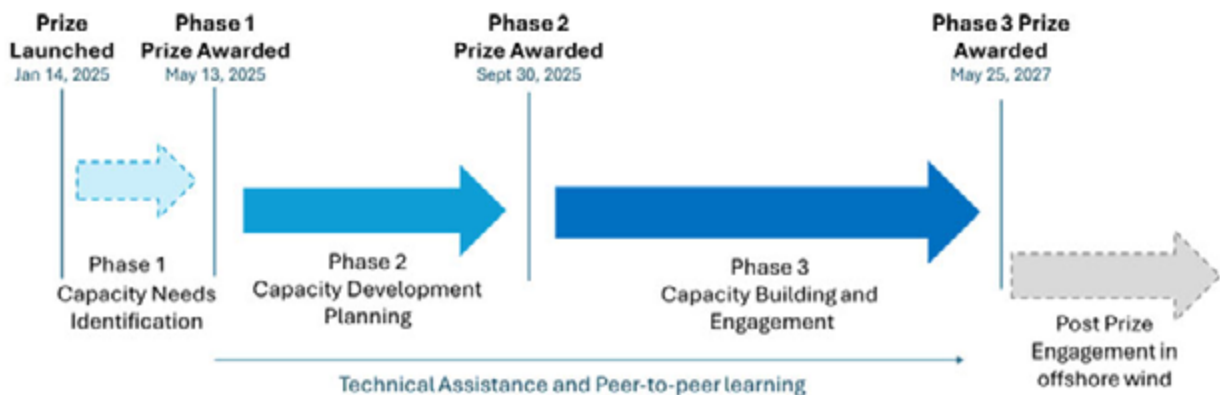 Prize
Launched
Jan 14, 2025
Phase 1
Prize Awarded
May 13, 2025
Phase 2
Prize Awarded
Sept 30, 2025
Phase 3 Prize
Awarded
May 25, 2027
Phase 1
Capacity Needs
Identification
Phase 2
Capacity Development
Planning
Phase 3
Capacity Building and
Engagement
Post Prize
Engagement in
offshore wind
Technical Assistance and Peer-to-peer learning